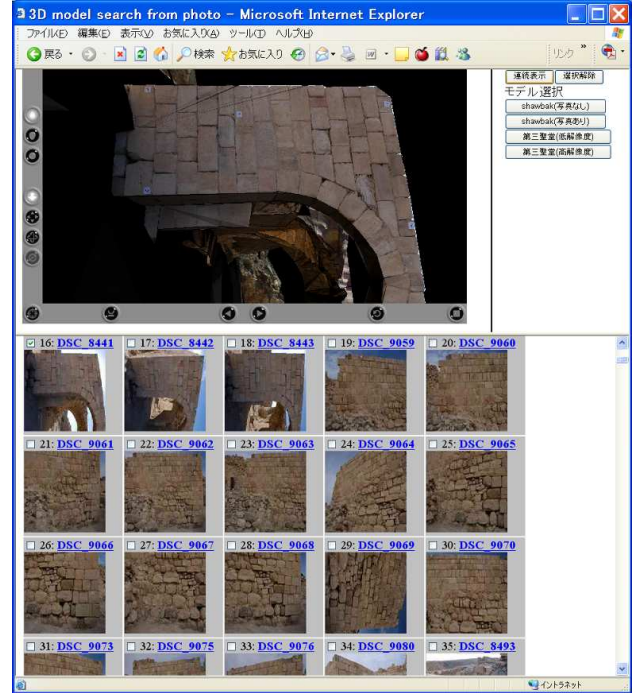 3D model search from photo - Microsoft Internet Explorer
ファイル(F) 編集(E) 表示(V) お気に入り(A) ツール(T) ヘルプ(H)
戻る 検索 お気に入り リンク »
連続表示 選択解除
モデル選択
shawbak(写真なし)
shawbak(写真あり)
第三聖堂(低解像度)
第三聖堂(高解像度)
16: DSC_8441 17: DSC_8442 18: DSC_8443 19: DSC_9059 20: DSC_9060
21: DSC_9061 22: DSC_9062 23: DSC_9063 24: DSC_9064 25: DSC_9065
26: DSC_9066 27: DSC_9067 28: DSC_9068 29: DSC_9069 30: DSC_9070
31: DSC_9073 32: DSC_9075 33: DSC_9076 34: DSC_9080 35: DSC_8493
イントラネット